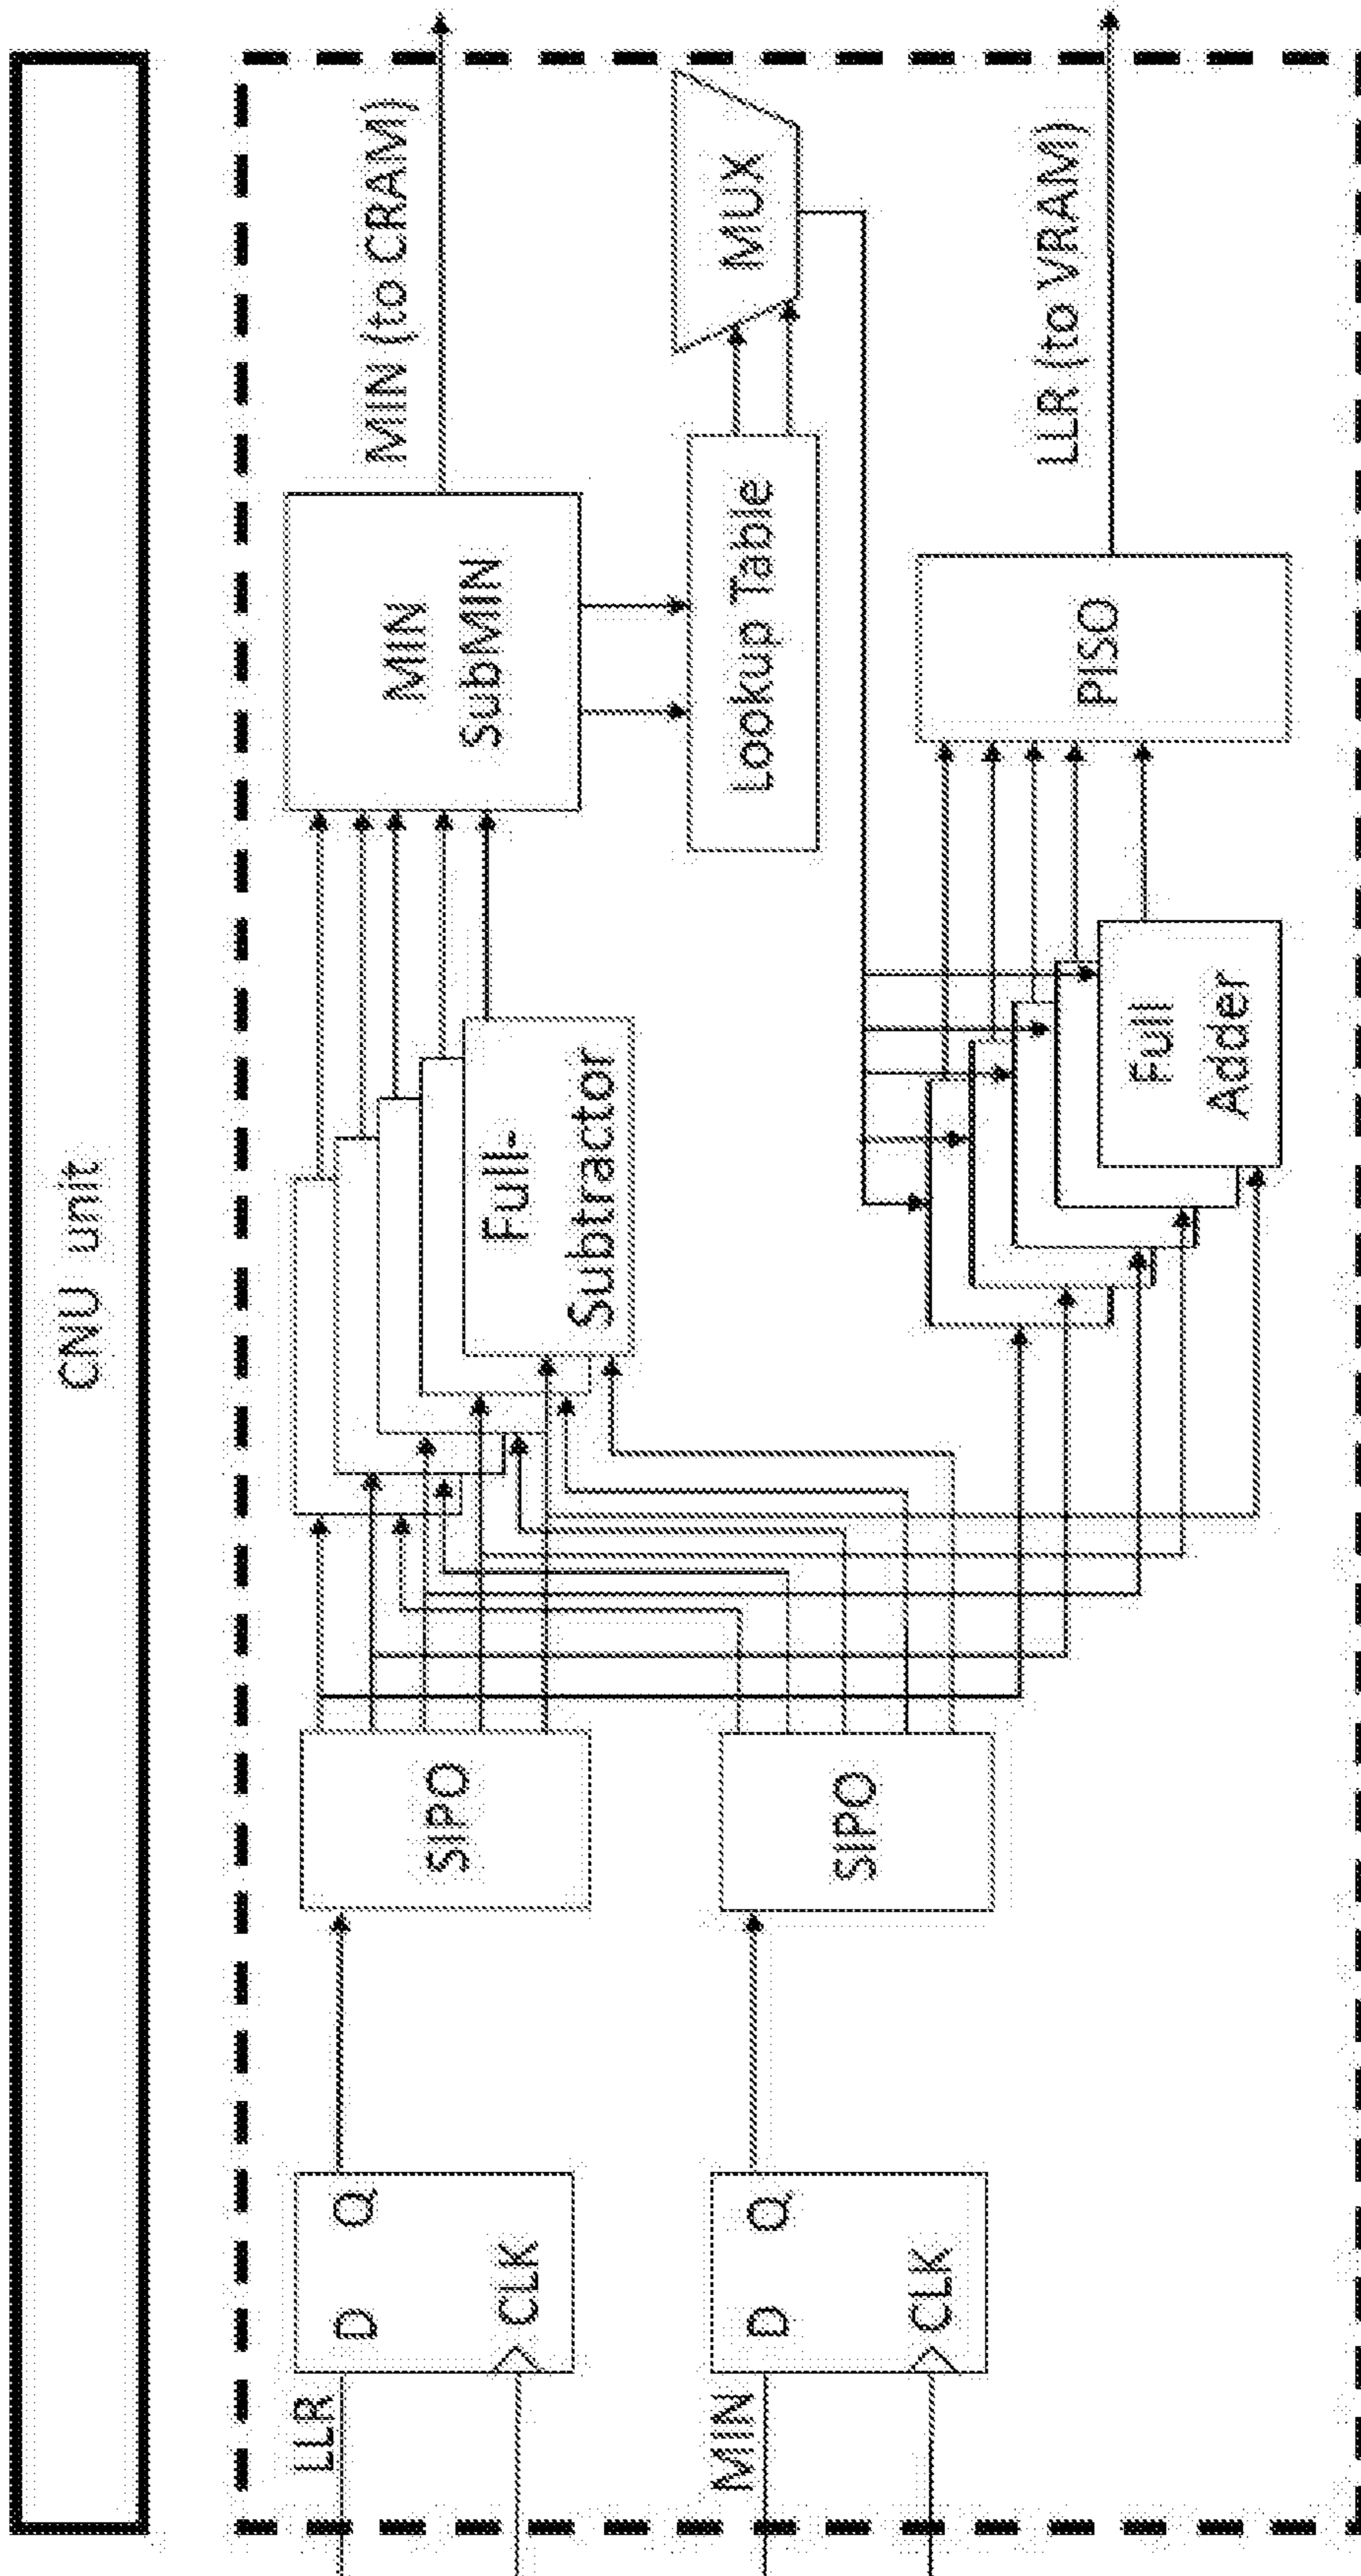 CNU unit
LLR
D Q
CLK
SIPO
Full-
Subtractor
MIN
SubMIN
MIN (to CRAM)
MIN
D Q
CLK
SIPO
Lookup Table
MUX
Full
Adder
PISO
LLR (to VRAM)